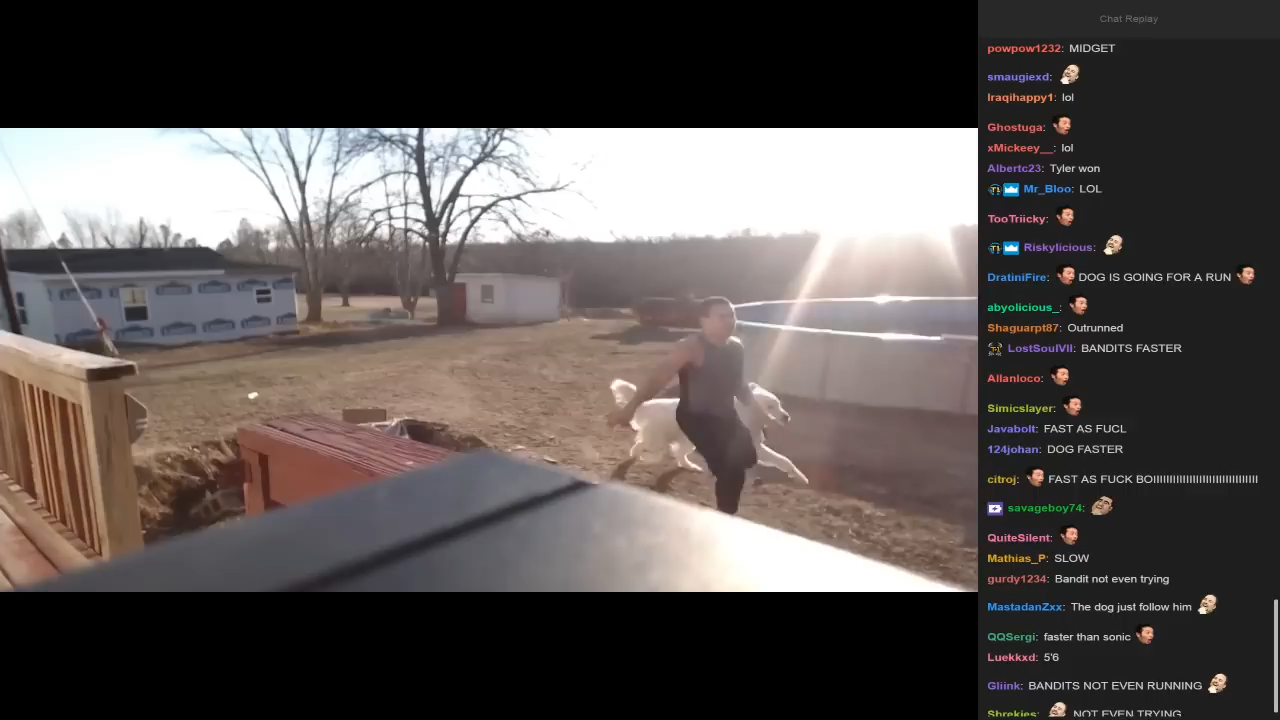 Chat Replay
powpow1232: MIDGET
smaugiexd:
Iraqihappy1: lol
Ghostuga:
xMickeey__: lol
Albertc23: Tyler won
Mr_Bloo: LOL
TooTriicky:
Riskylicious:
DratiniFire: DOG IS GOING FOR A RUN
abyolicious_:
Shaguarpt87: Outrunned
LostSoulVII: BANDITS FASTER
Allanloco:
Simicslayer:
Javabolt: FAST AS FUCL
124johan: DOG FASTER
citroj: FAST AS FUCK BOIIIIIIIIIIIIIIIIIIIIIIIIIIIIIIII
savageboy74:
QuiteSilent:
Mathias_P: SLOW
gurdy1234: Bandit not even trying
MastadanZxx: The dog just follow him
QQSergi: faster than sonic
Luekkxd: 5'6
Gliink: BANDITS NOT EVEN RUNNING
Shrekies: NOT EVEN TRYING